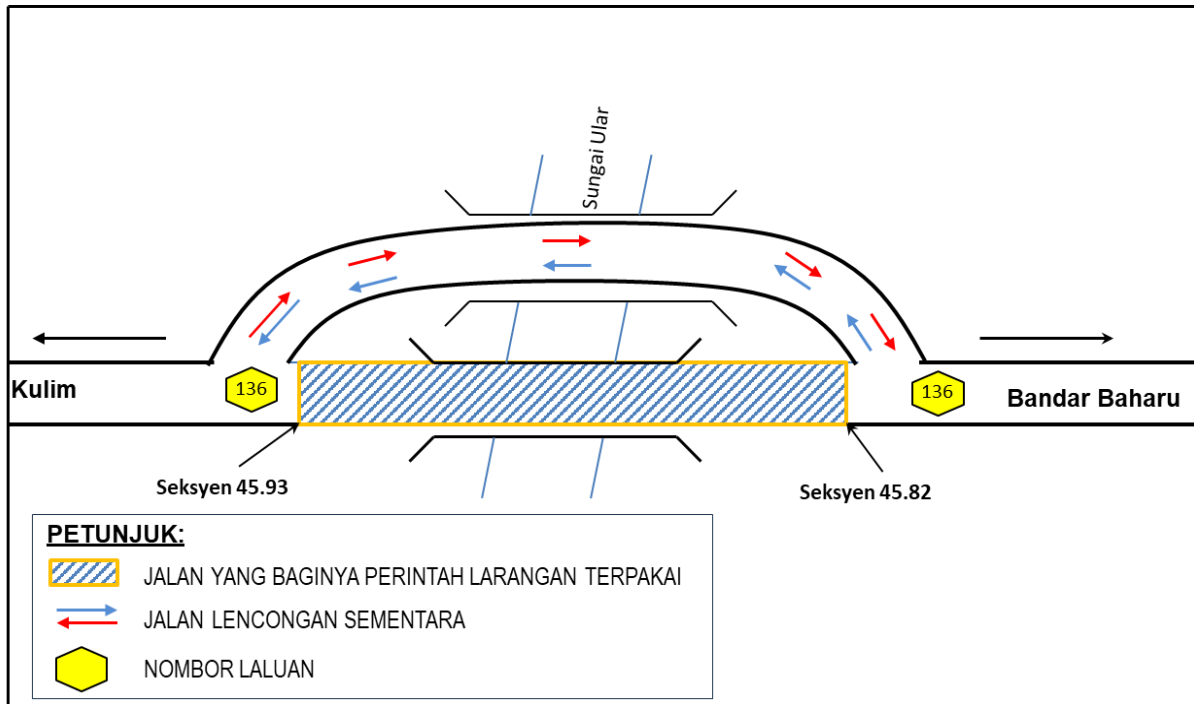 Sungai Ular
Kulim
136
136
Bandar Baharu
Seksyen 45.93
Seksyen 45.82
PETUNJUK:
JALAN YANG BAGINYA PERINTAH LARANGAN TERPAKAI
JALAN LENCONGAN SEMENTARA
NOMBOR LALUAN